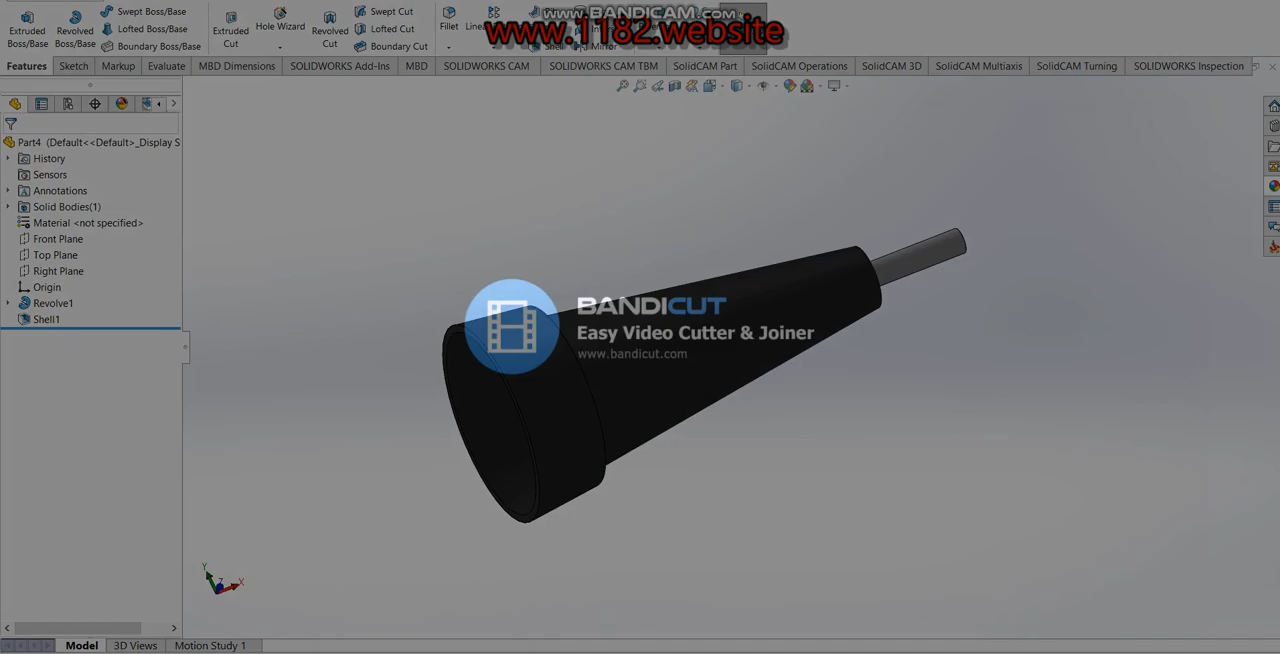 www.BANDICAM.com
www.1182.website
Extruded Boss/Base
Revolved Boss/Base
Swept Boss/Base
Lofted Boss/Base
Boundary Boss/Base
Extruded Cut
Hole Wizard
Revolved Cut
Swept Cut
Lofted Cut
Boundary Cut
Fillet
Shell
Mirror
Features Sketch Markup Evaluate MBD Dimensions SOLIDWORKS Add-Ins MBD SOLIDWORKS CAM SOLIDWORKS CAM TBM SolidCAM Part SolidCAM Operations SolidCAM 3D SolidCAM Multiaxis SolidCAM Turning SOLIDWORKS Inspection
Part4 (Default<<Default>_Display S
History
Sensors
Annotations
Solid Bodies(1)
Material <not specified>
Front Plane
Top Plane
Right Plane
Origin
Revolve1
Shell1
BANDICUT
Easy Video Cutter & Joiner
www.bandicut.com
Y
Z
X
Model 3D Views Motion Study 1